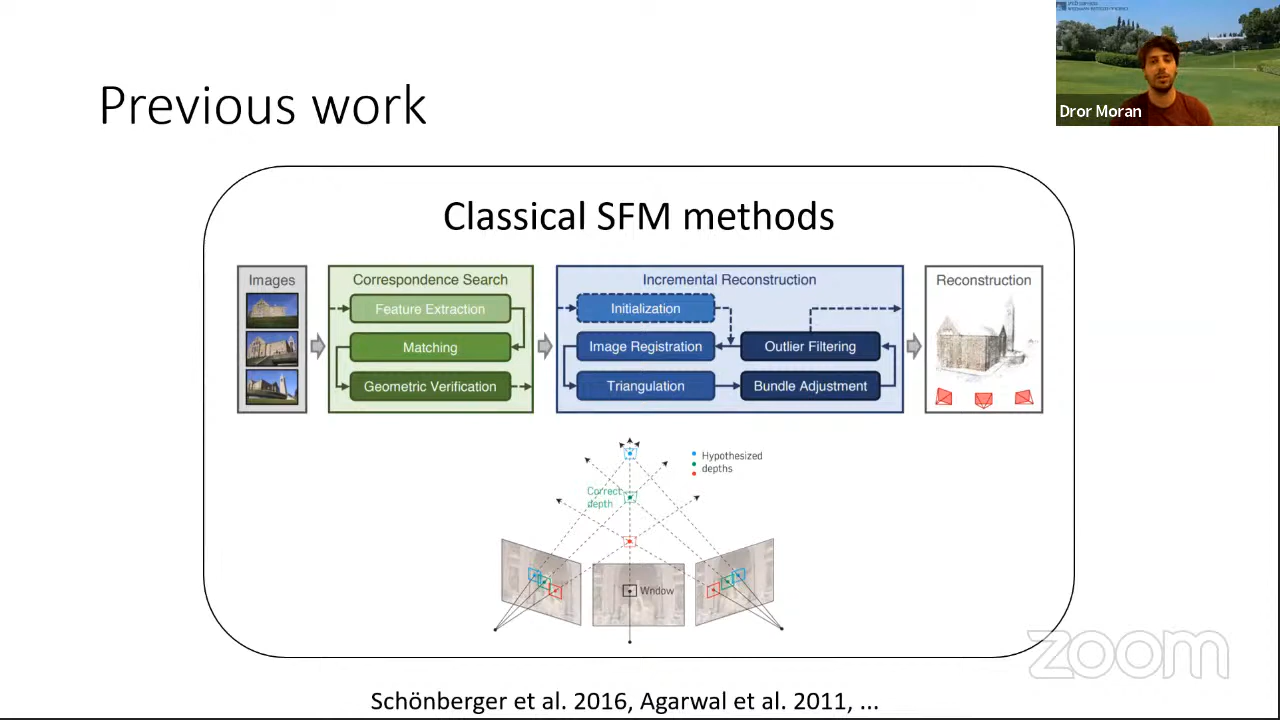 Previous work
Dror Moran
Classical SFM methods
Images
Correspondence Search
Feature Extraction
Matching
Geometric Verification
Incremental Reconstruction
Initialization
Image Registration
Triangulation
Outlier Filtering
Bundle Adjustment
Reconstruction
Hypothesized
depths
Correct
depth
Wndow
zoom
Schönberger et al. 2016, Agarwal et al. 2011, ...